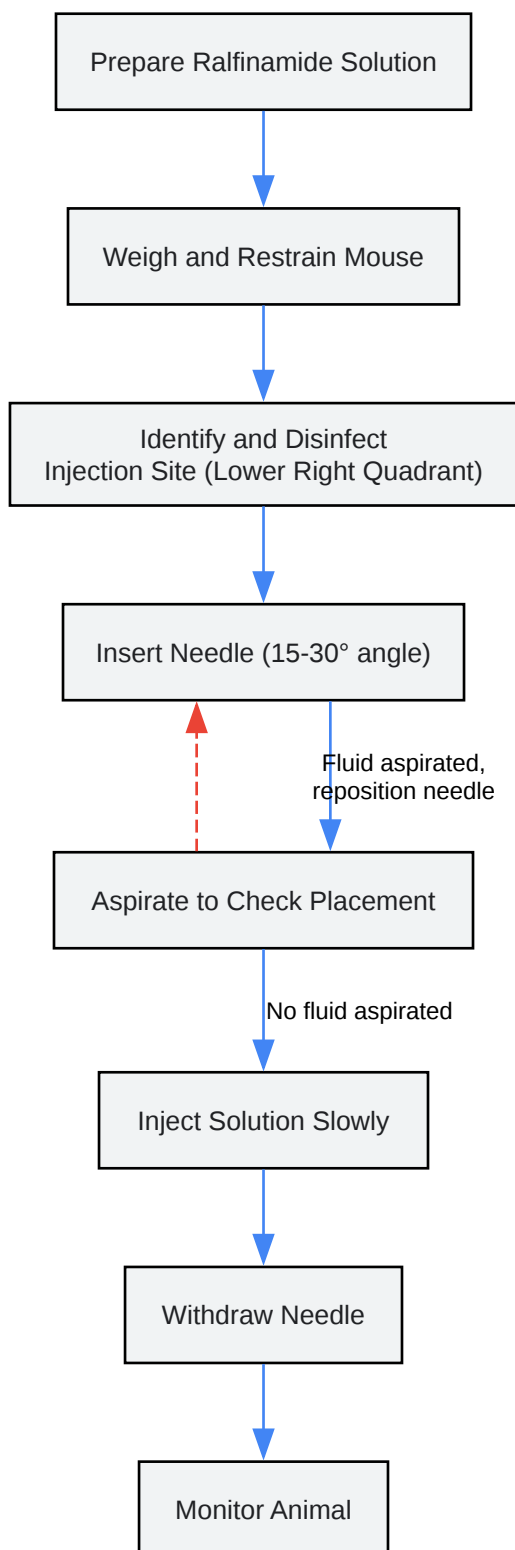 Prepare Ralfinamide Solution
Weigh and Restrain Mouse
Identify and Disinfect
Injection Site (Lower Right Quadrant)
Insert Needle (15-30° angle)
Fluid aspirated,
reposition needle
Aspirate to Check Placement
No fluid aspirated
Inject Solution Slowly
Withdraw Needle
Monitor Animal